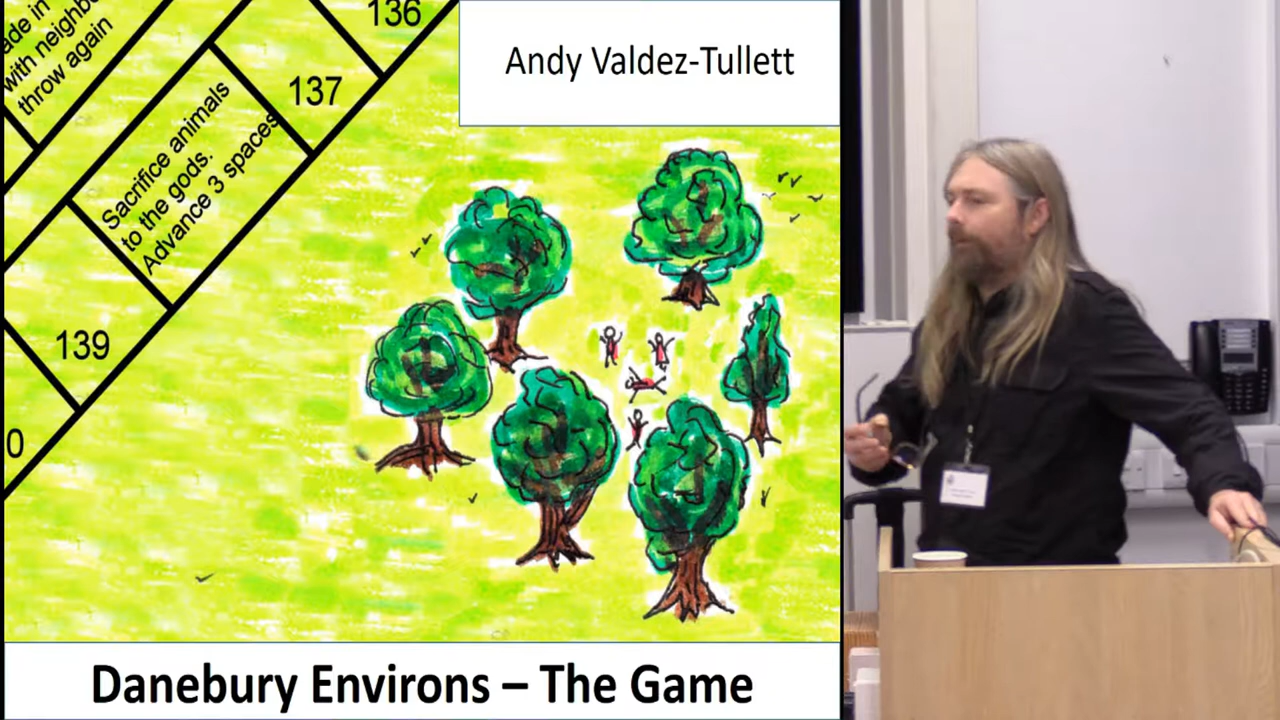 ade in
with neighb
throw again
136
137
Sacrifice animals
to the gods.
Advance 3 spaces
139
0
Andy Valdez-Tullett
Danebury Environs – The Game